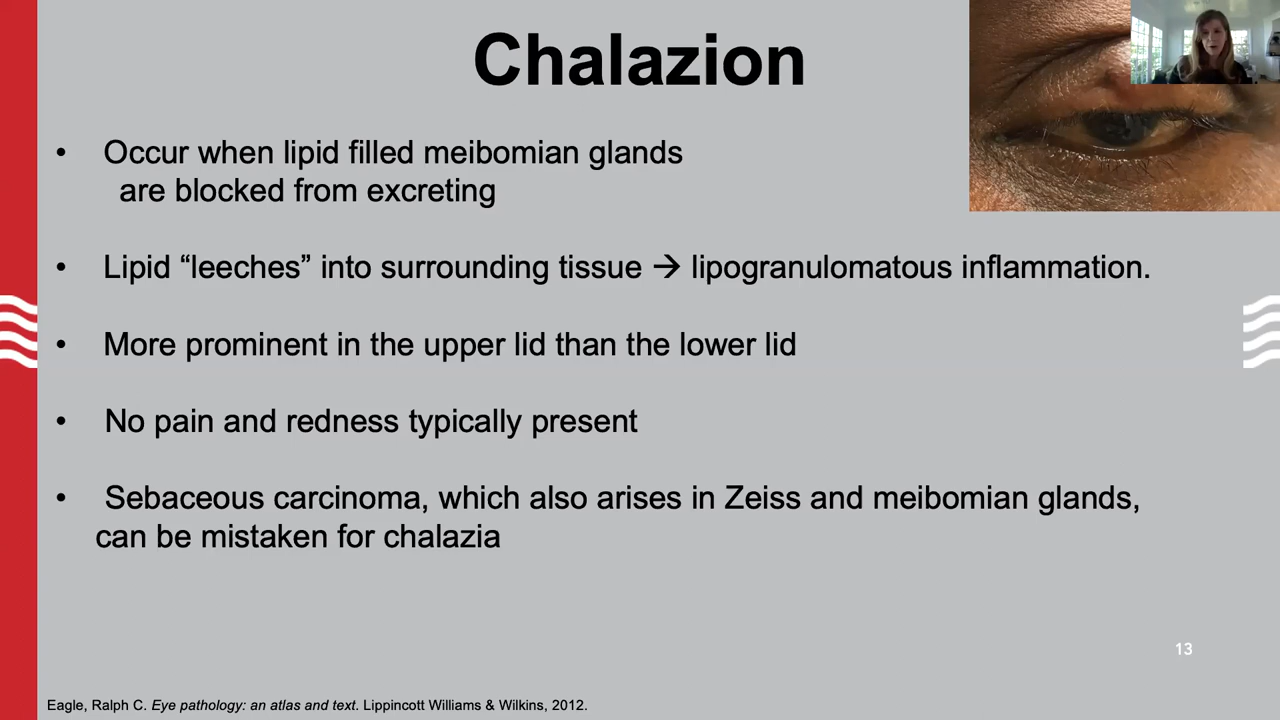 Chalazion
• Occur when lipid filled meibomian glands
are blocked from excreting
• Lipid “leeches” into surrounding tissue → lipogranulomatous inflammation.
• More prominent in the upper lid than the lower lid
• No pain and redness typically present
• Sebaceous carcinoma, which also arises in Zeiss and meibomian glands,
can be mistaken for chalazia
13
Eagle, Ralph C. Eye pathology: an atlas and text. Lippincott Williams & Wilkins, 2012.